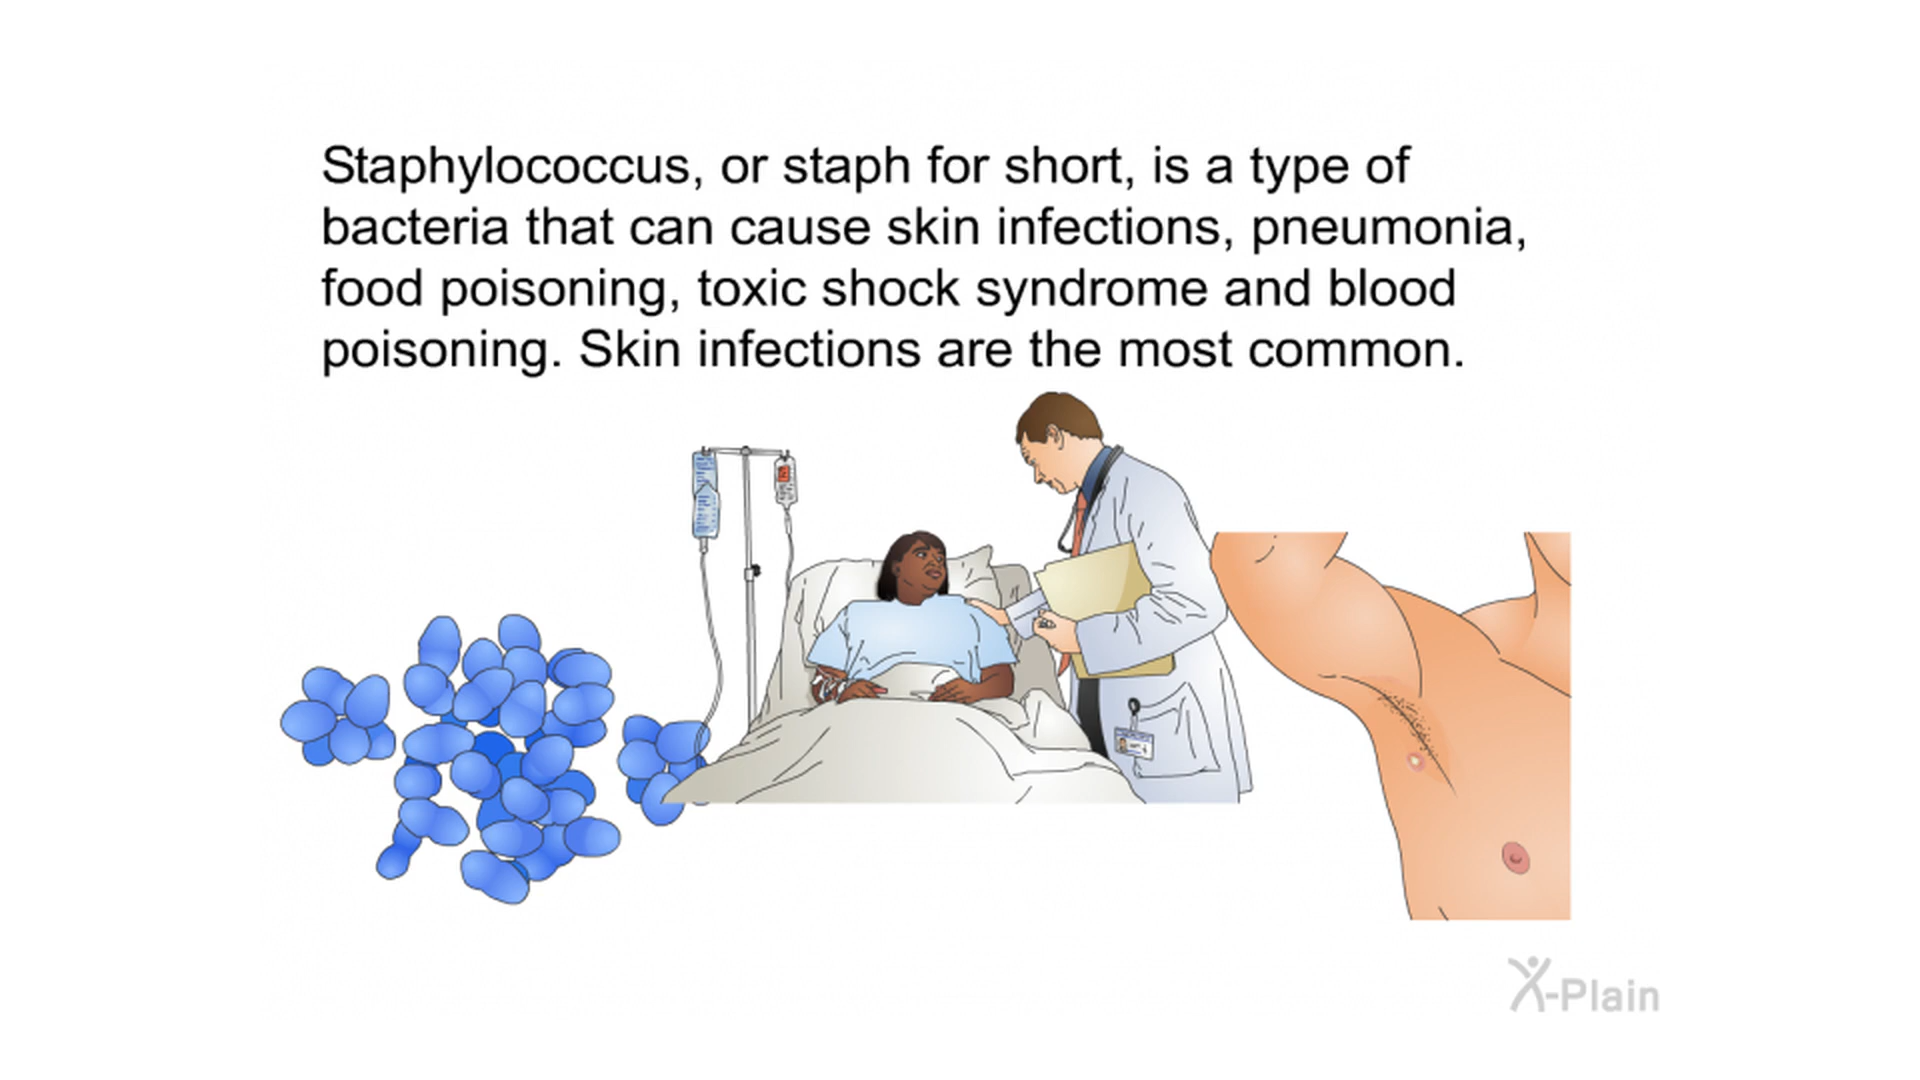 Staphylococcus, or staph for short, is a type of
bacteria that can cause skin infections, pneumonia,
food poisoning, toxic shock syndrome and blood
poisoning. Skin infections are the most common.
X-Plain